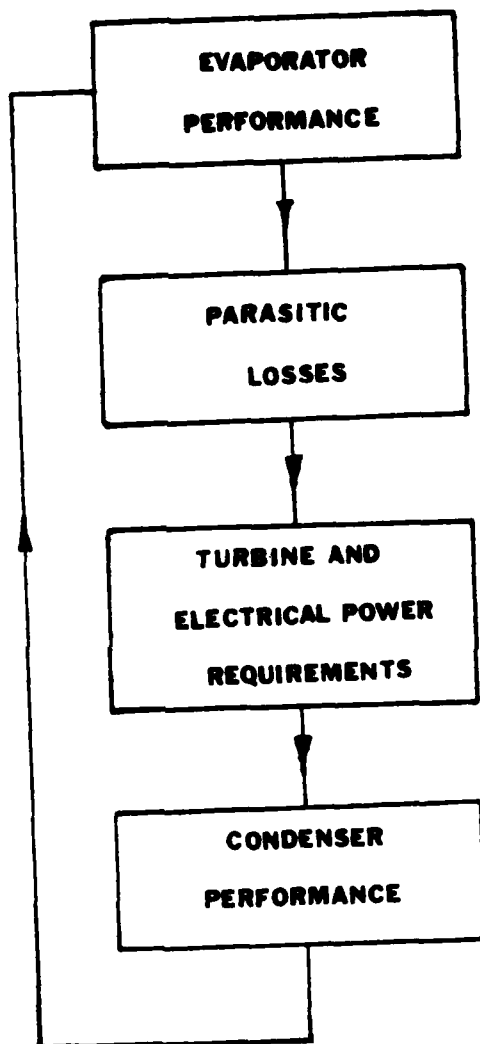 EVAPORATOR
PERFORMANCE
PARASITIC
LOSSES
TURBINE AND
ELECTRICAL POWER
REQUIREMENTS
CONDENSER
PERFORMANCE